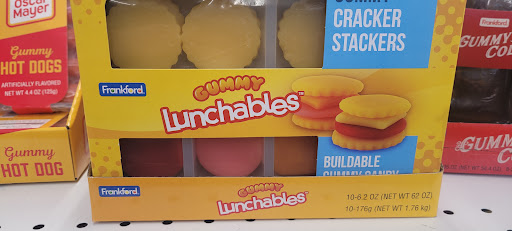 Oscar
Mayer
Gummy
HOT DOGS
ARTIFICIALLY FLAVORED
NET WT 4.4 OZ (125g)
Gummy
HOT DOG
CRACKER
STACKERS
Frankford.
GUMMY
Lunchables™
BUILDABLE
GUMMY CANDY
Frankford.
GUMMY
Lunchables®
10-6.2 OZ (NET WT 62 OZ)
10-176g (NET WT 1.76 kg)
Frankford.
GUMMY